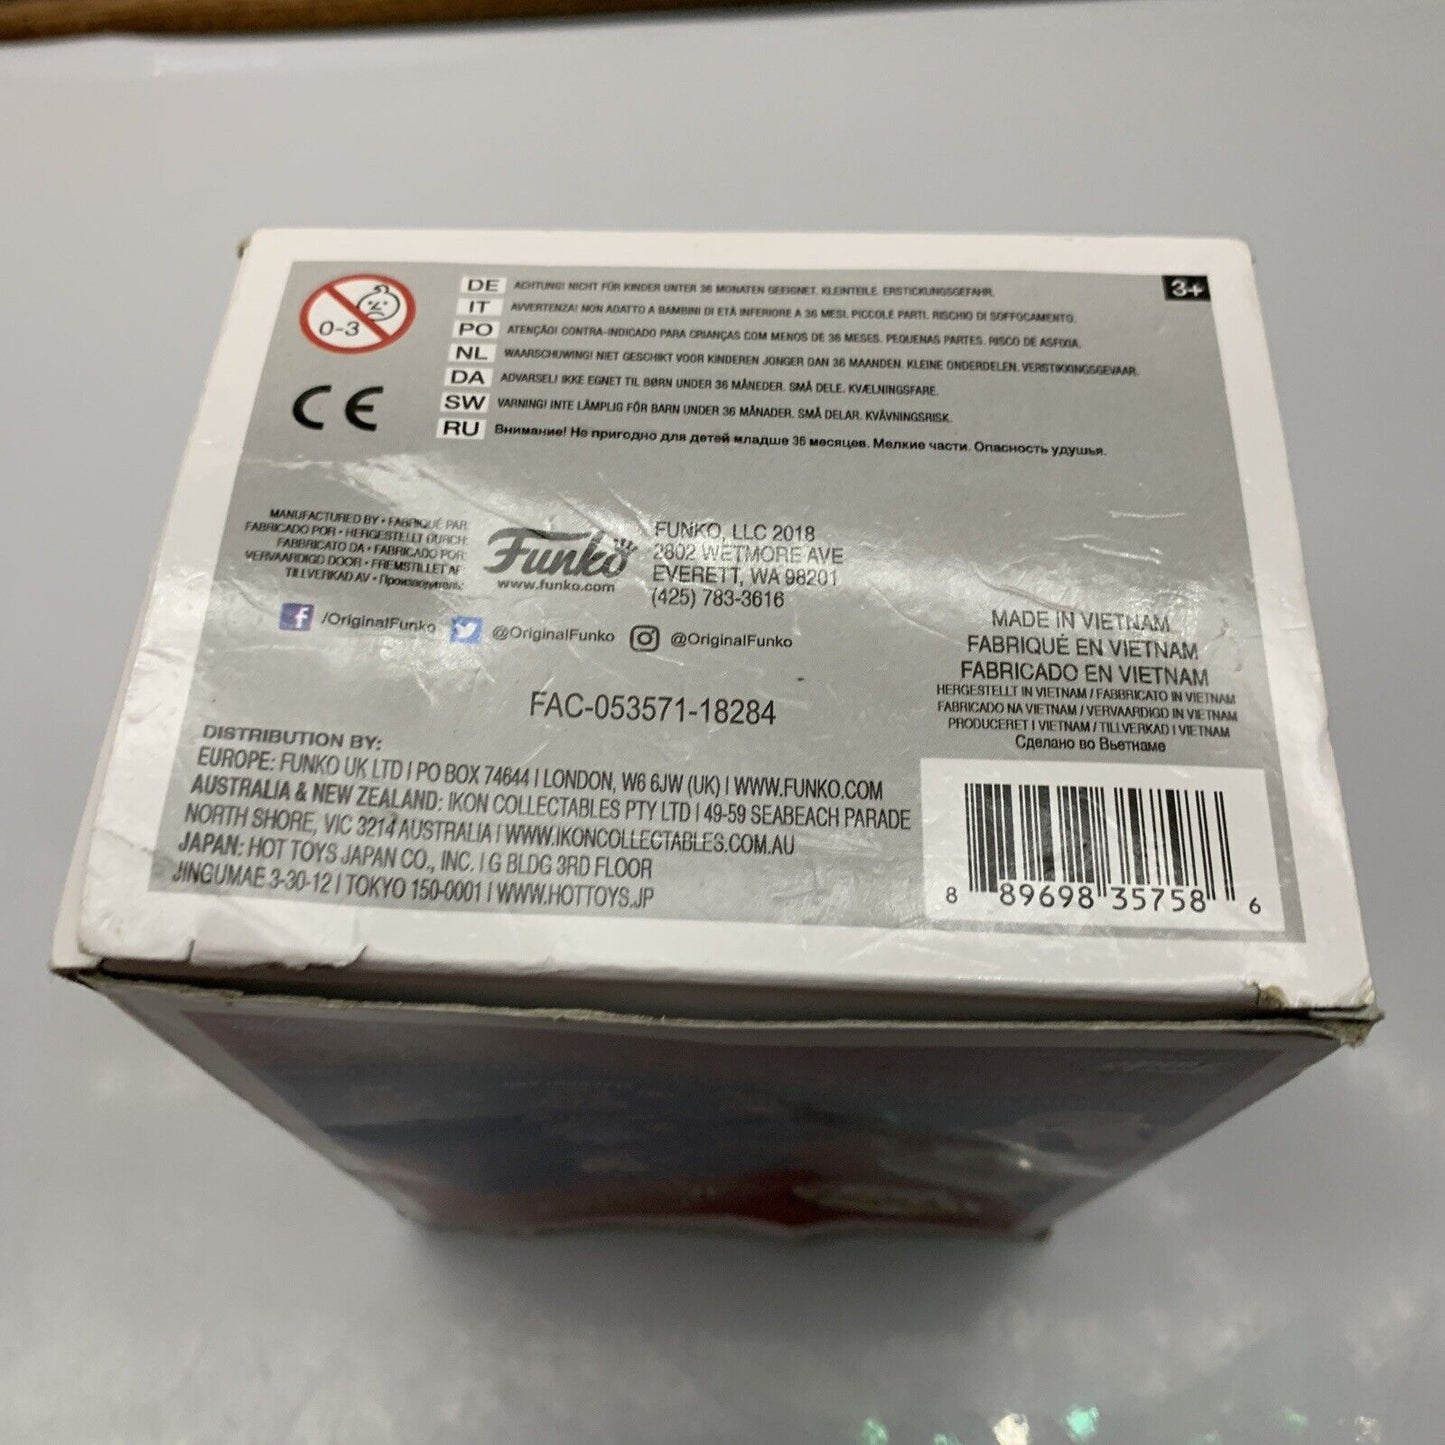 0-3
3+
CE
DE ACHTUNG! NICHT FÜR KINDER UNTER 36 MONATEN GEEIGNET. KLEINTEILE. ERSTICKUNGSGEFAHR.
IT AVVERTENZA! NON ADATTO A BAMBINI DI ETÀ INFERIORE A 36 MESI. PICCOLE PARTI. RISCHIO DI SOFFOCAMENTO.
PO ATENÇÃO! CONTRA-INDICADO PARA CRIANÇAS COM MENOS DE 36 MESES. PEQUENAS PARTES. RISCO DE ASFIXIA.
NL WAARSCHUWING! NIET GESCHIKT VOOR KINDEREN JONGER DAN 36 MAANDEN. KLEINE ONDERDELEN. VERSTIKKINGSGEVAAR.
DA ADVARSEL! IKKE EGNET TIL BØRN UNDER 36 MÅNEDER. SMÅ DELE. KVÆLNINGSFARE.
SW VARNING! INTE LÄMPLIG FÖR BARN UNDER 36 MÅNADER. SMÅ DELAR. KVÄVNINGSRISK.
RU Внимание! Не пригодно для детей младше 36 месяцев. Мелкие части. Опасность удушья.
MANUFACTURED BY • FABRIQUÉ PAR
FABRICADO POR • HERGESTELLT DURCH:
FABBRICATO DA • FABRICADO POR:
VERVAARDIGD DOOR • FREMSTILLET AF:
TILLVERKAD AV • Производитель:
Funko
www.funko.com
FUNKO, LLC 2018
2802 WETMORE AVE
EVERETT, WA 98201
(425) 783-3616
/OriginalFunko @OriginalFunko @OriginalFunko
FAC-053571-18284
MADE IN VIETNAM
FABRIQUÉ EN VIETNAM
FABRICADO EN VIETNAM
HERGESTELLT IN VIETNAM / FABBRICATO IN VIETNAM
FABRICADO NA VIETNAM / VERVAARDIGD IN VIETNAM
PRODUCERET I VIETNAM / TILLVERKAD I VIETNAM
Сделано во Вьетнаме
DISTRIBUTION BY:
EUROPE: FUNKO UK LTD | PO BOX 74644 | LONDON, W6 6JW (UK) | WWW.FUNKO.COM
AUSTRALIA & NEW ZEALAND: IKON COLLECTABLES PTY LTD | 49-59 SEABEACH PARADE
NORTH SHORE, VIC 3214 AUSTRALIA | WWW.IKONCOLLECTABLES.COM.AU
JAPAN: HOT TOYS JAPAN CO., INC. | G BLDG 3RD FLOOR
JINGUMAE 3-30-12 | TOKYO 150-0001 | WWW.HOTTOYS.JP
8 89698 35758 6